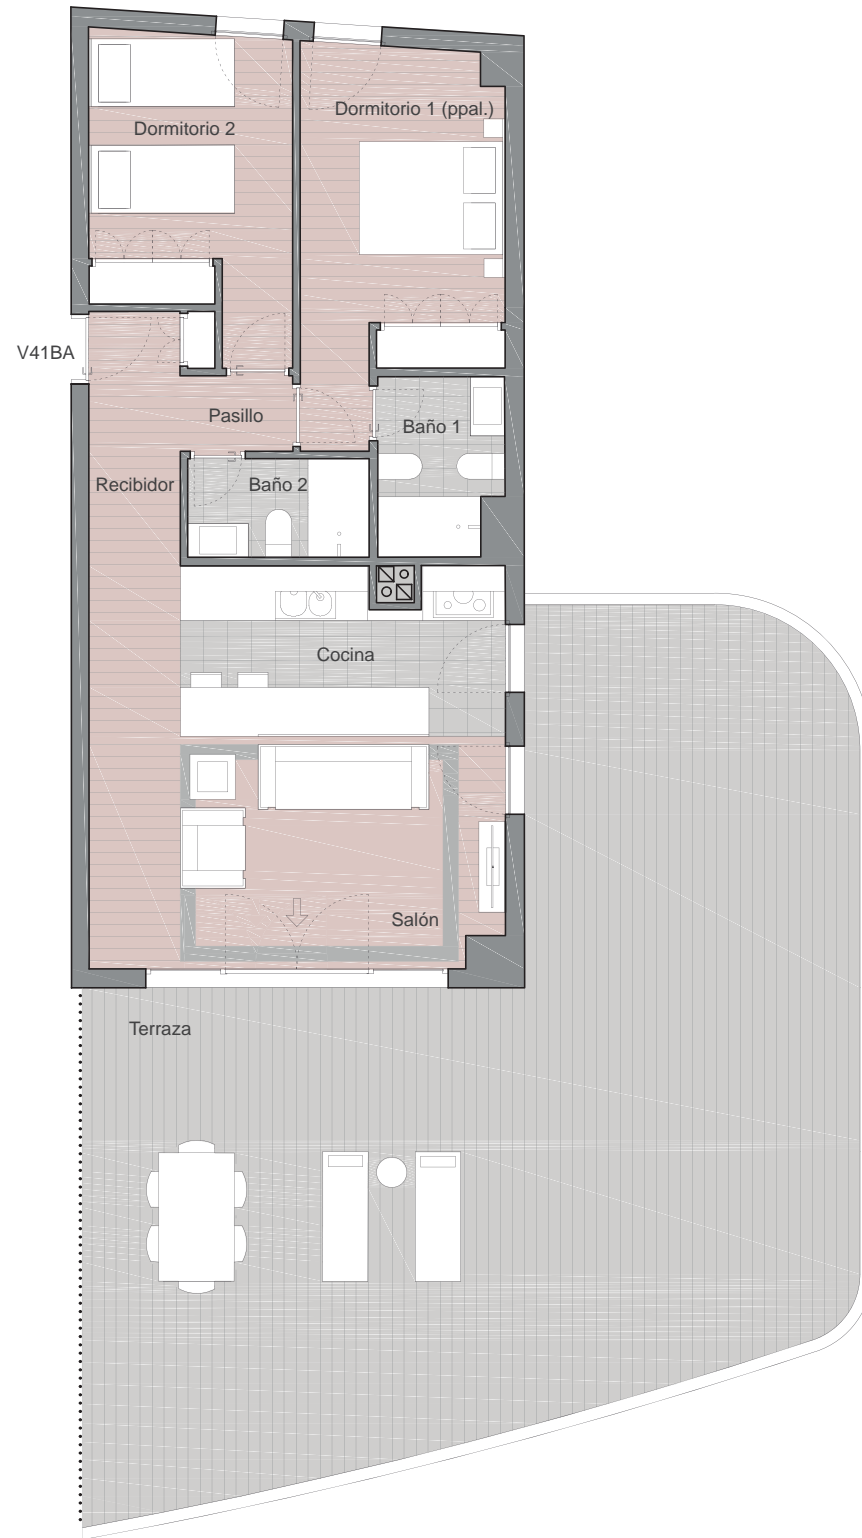 Dormitorio 1 (ppal.)
Dormitorio 2
V41BA
Pasillo
Baño 1
Recibidor
Baño 2
Cocina
Salón
Terraza